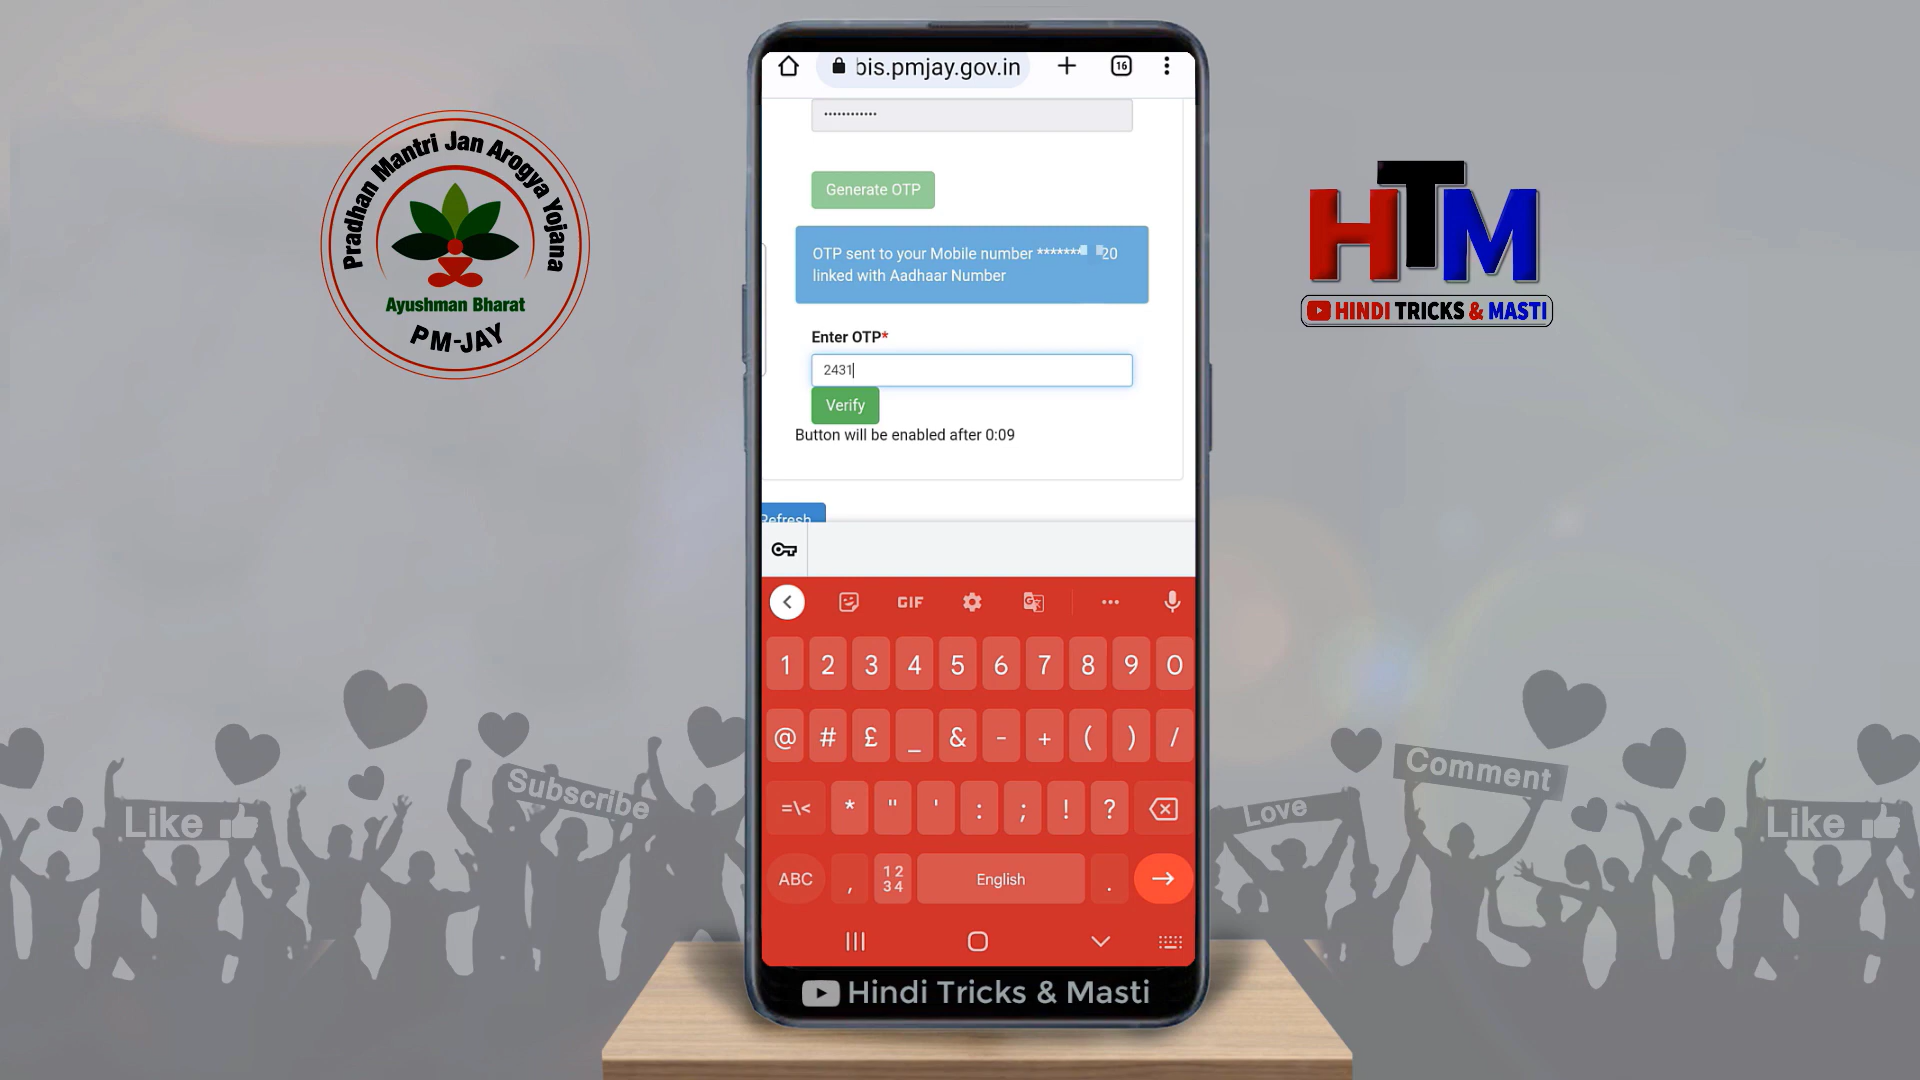 Pradhan Mantri Jan Arogya Yojana
Ayushman Bharat
PM-JAY
bis.pmjay.gov.in
16
••••••••••••
Generate OTP
OTP sent to your Mobile number ******* 20
linked with Aadhaar Number
Enter OTP*
2431
Verify
Button will be enabled after 0:09
Refresh
GIF
1 2 3 4 5 6 7 8 9 0
@ # £ _ & - + ( ) /
=\< * " ' : ; ! ?
ABC , 12 34 English .
Hindi Tricks & Masti
HTM
HINDI TRICKS & MASTI
Like
Subscribe
Love
Comment
Like